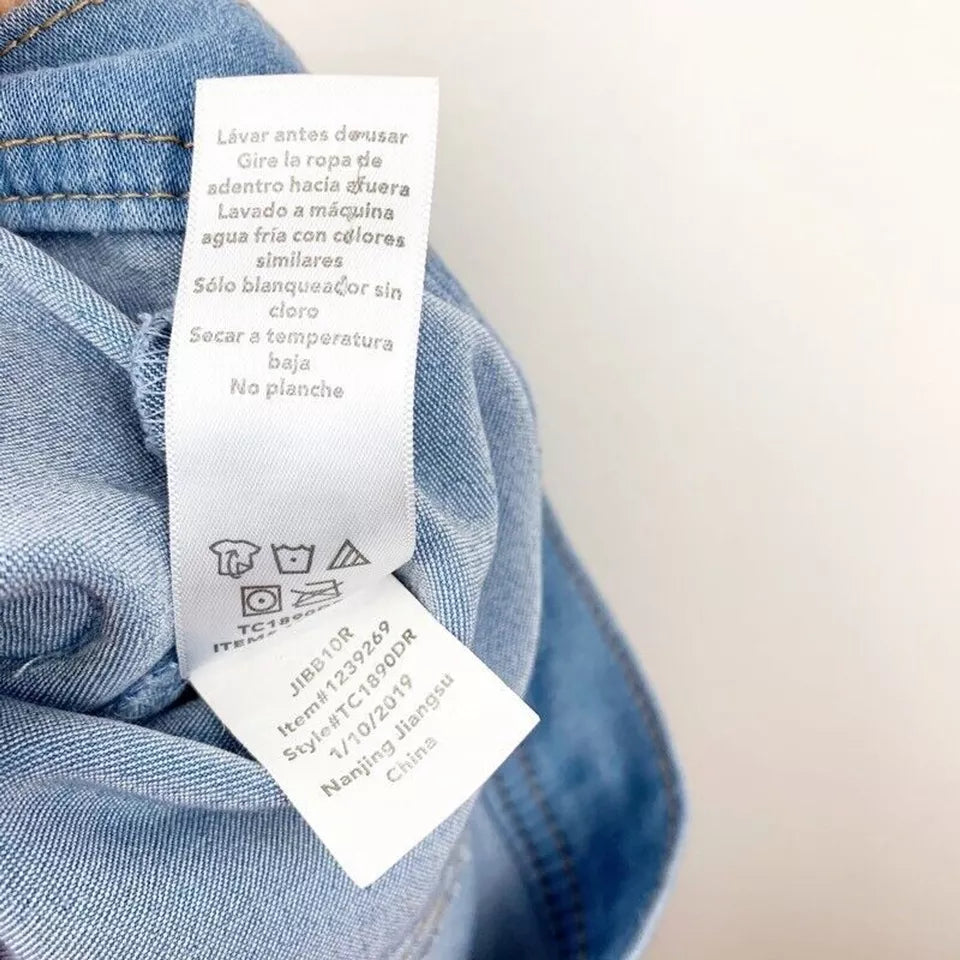 Lávar antes de usar
Gire la ropa de
adentro hacia afuera
Lavado a máquina
agua fría con colores
similares
Sólo blanqueador sin
cloro
Secar a temperatura
baja
No planche
JIBB10R
Item#1239269
Style#TC1890DR
1/10/2019
Nanjing Jiangsu
China